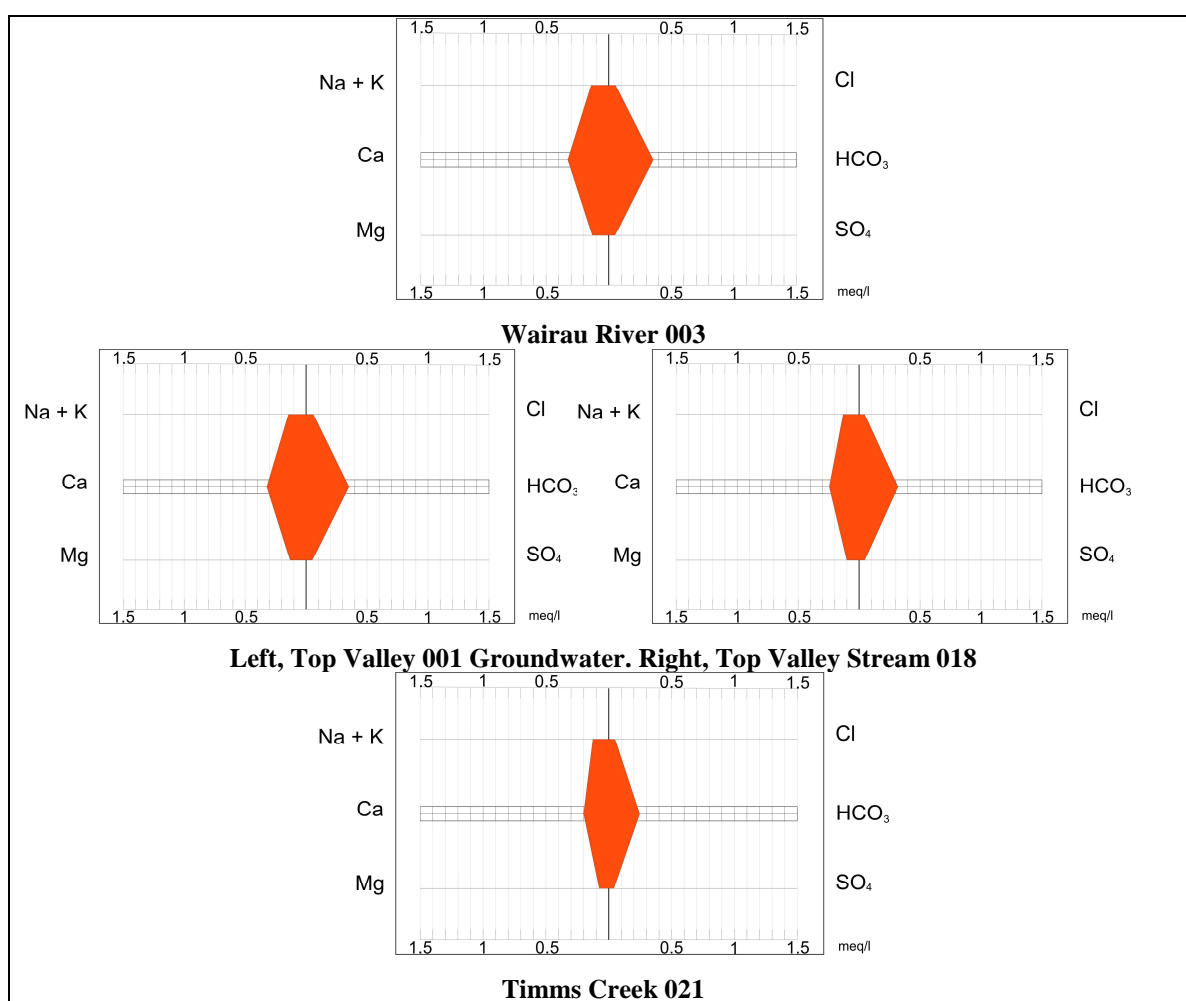 1.5 1 0.5 0.5 1 1.5
Na + K Cl
Ca HCO₃
Mg SO₄
1.5 1 0.5 0.5 1 1.5 meq/l
Wairau River 003
1.5 1 0.5 0.5 1 1.5 1.5 1 0.5 0.5 1 1.5
Na + K Cl Na + K Cl
Ca HCO₃ Ca HCO₃
Mg SO₄ Mg SO₄
1.5 1 0.5 0.5 1 1.5 meq/l 1.5 1 0.5 0.5 1 1.5 meq/l
Left, Top Valley 001 Groundwater. Right, Top Valley Stream 018
1.5 1 0.5 0.5 1 1.5
Na + K Cl
Ca HCO₃
Mg SO₄
1.5 1 0.5 0.5 1 1.5 meq/l
Timms Creek 021